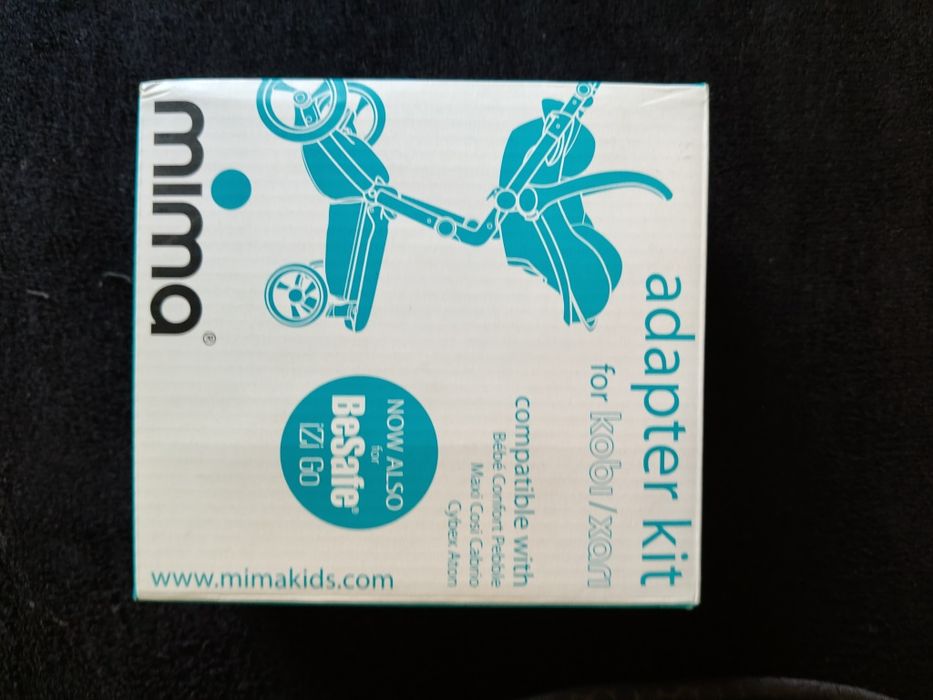 adapter kit
for kobi/xari
compatible with
Bébé Confort Pebble
Maxi Cosi Cabrio
Cybex Aton
NOW ALSO
for
BeSafe®
iZi Go
mima®
www.mimakids.com